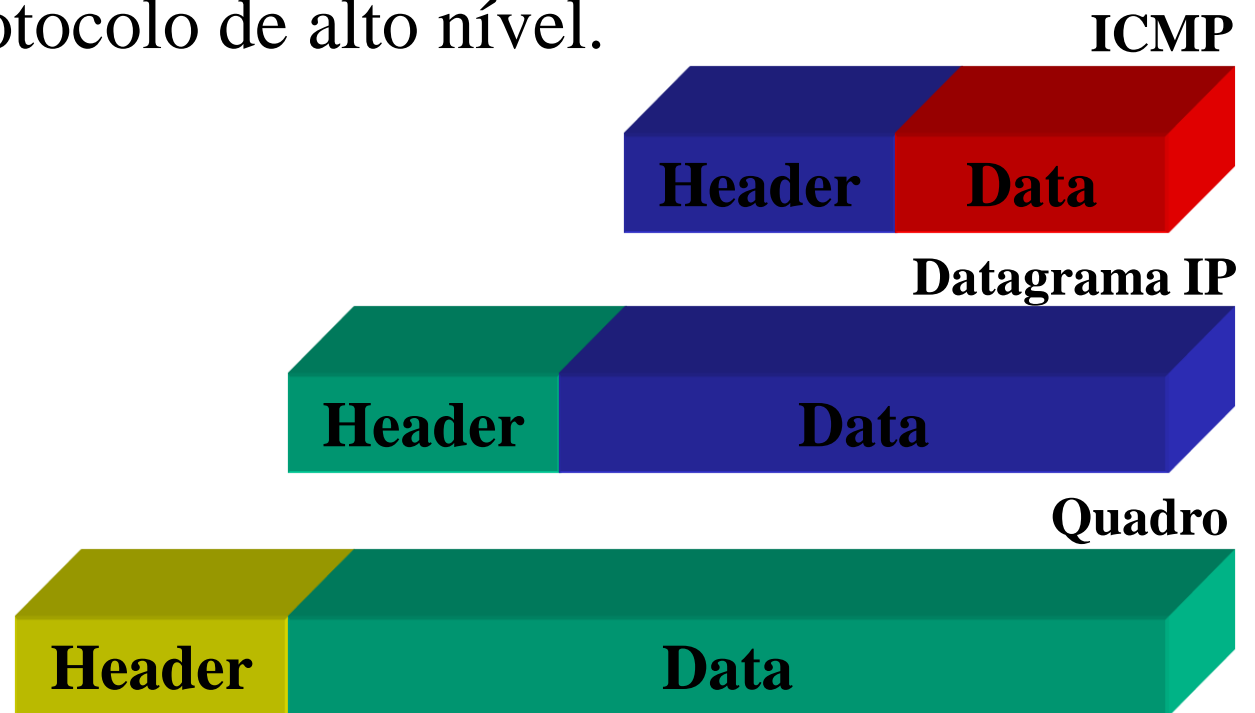 otocolo de alto nível.
ICMP
Header Data
Datagrama IP
Header Data
Quadro
Header Data